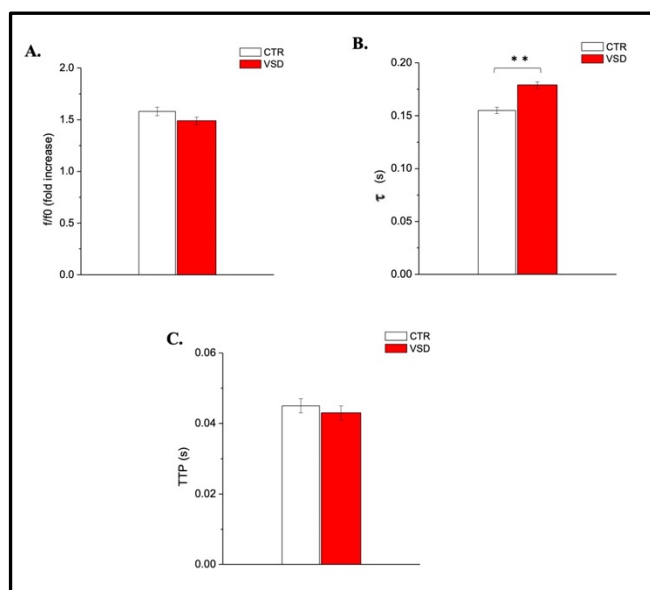 A.
CTR
VSD
2.0
1.5
1.0
0.5
0.0
f/f0 (fold increase)
B.
CTR
VSD
**
0.20
0.15
0.10
0.05
0.00
τ (s)
C.
CTR
VSD
0.06
0.04
0.02
0.00
TTP (s)